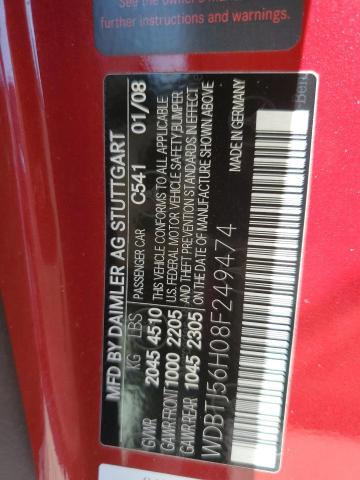 See the owner's
further instructions and warnings.
MFD BY DAIMLER AG STUTTGART
KG LBS PASSENGER CAR C541 01/08
GVWR 2045 4510
GAWR FRONT 1000 2205
GAWR REAR 1045 2305
THIS VEHICLE CONFORMS TO ALL APPLICABLE
U.S. FEDERAL MOTOR VEHICLE SAFETY/BUMPER
AND THEFT PREVENTION STANDARDS IN EFFECT
ON DATE OF MANUFACTURE SHOWN ABOVE
WDBTJ56H08F249474
MADE IN GERMANY